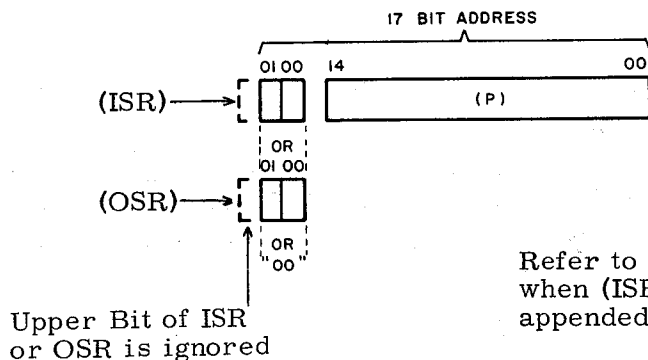 17 BIT ADDRESS
01 00 14 00
(ISR) (P)
OR
01 00
(OSR)
OR
"00"
Refer to
when (ISR
appended
Upper Bit of ISR
or OSR is ignored